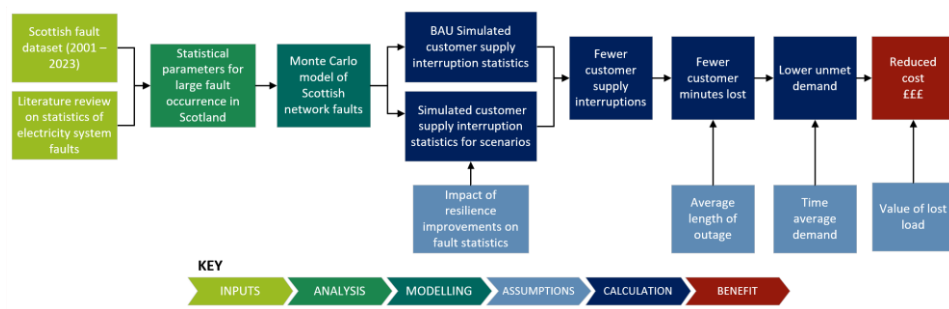 Scottish fault
dataset (2001 –
2023)
Literature review
on statistics of
electricity system
faults
Statistical
parameters for
large fault
occurrence in
Scotland
Monte Carlo
model of
Scottish
network faults
BAU Simulated
customer supply
interruption
statistics
Simulated customer
supply interruption
statistics for scenarios
Impact of
resilience
improvements on
fault statistics
Fewer
customer
supply
interruptions
Fewer
customer
minutes lost
Average
length of
outage
Lower unmet
demand
Time
average
demand
Reduced
cost
£££
Value of lost
load
KEY
INPUTS
ANALYSIS
MODELLING
ASSUMPTIONS
CALCULATION
BENEFIT